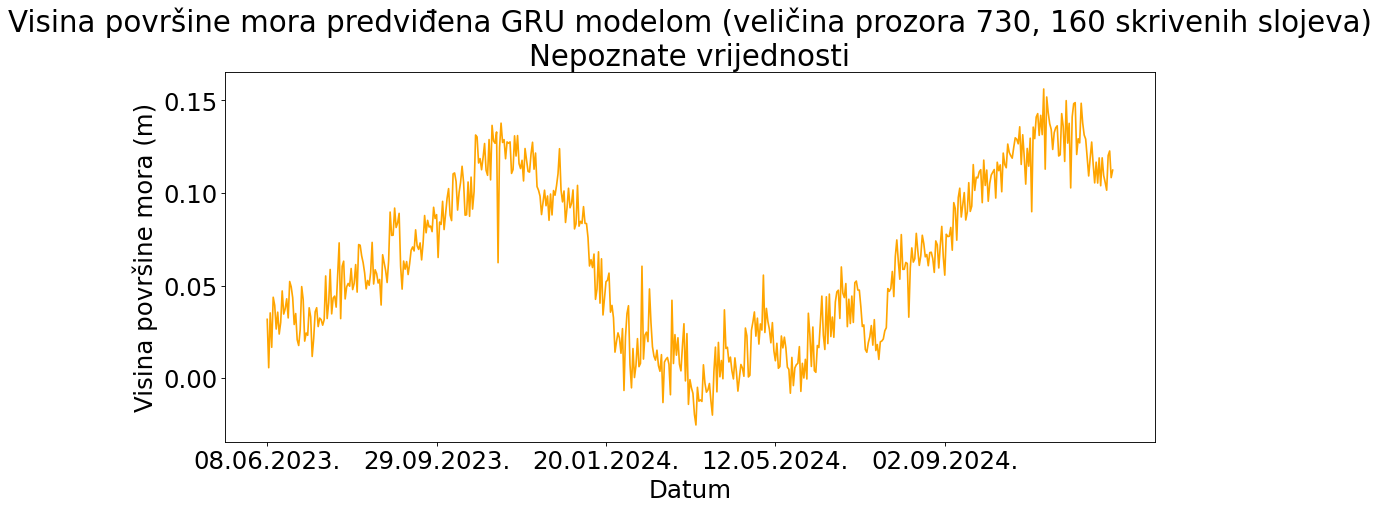 Visina površine mora predviđena GRU modelom (veličina prozora 730, 160 skrivenih slojeva)
Nepoznate vrijednosti
Visina površine mora (m)
0.15
0.10
0.05
0.00
08.06.2023.
29.09.2023.
20.01.2024.
12.05.2024.
02.09.2024.
Datum